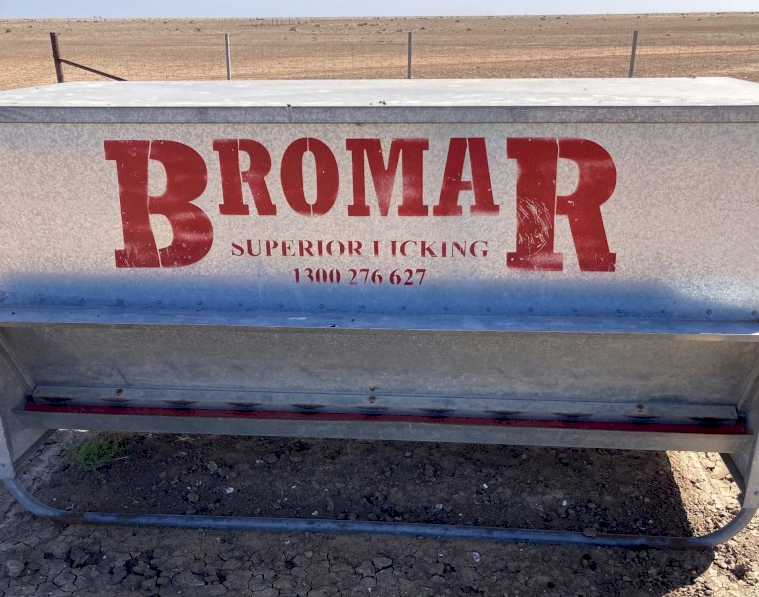 BROMAR
SUPERIOR LICKING
1300 276 627